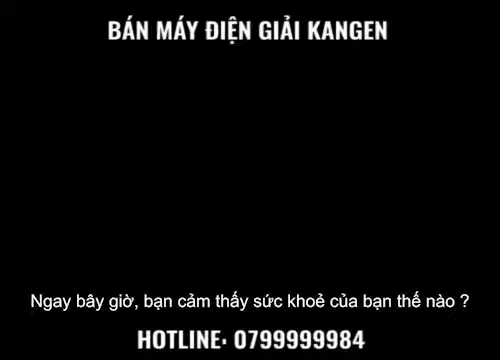 BÁN MÁY ĐIỆN GIẢI KANGEN
Ngay bây giờ, bạn cảm thấy sức khoẻ của bạn thế nào ?
HOTLINE: 0799999984